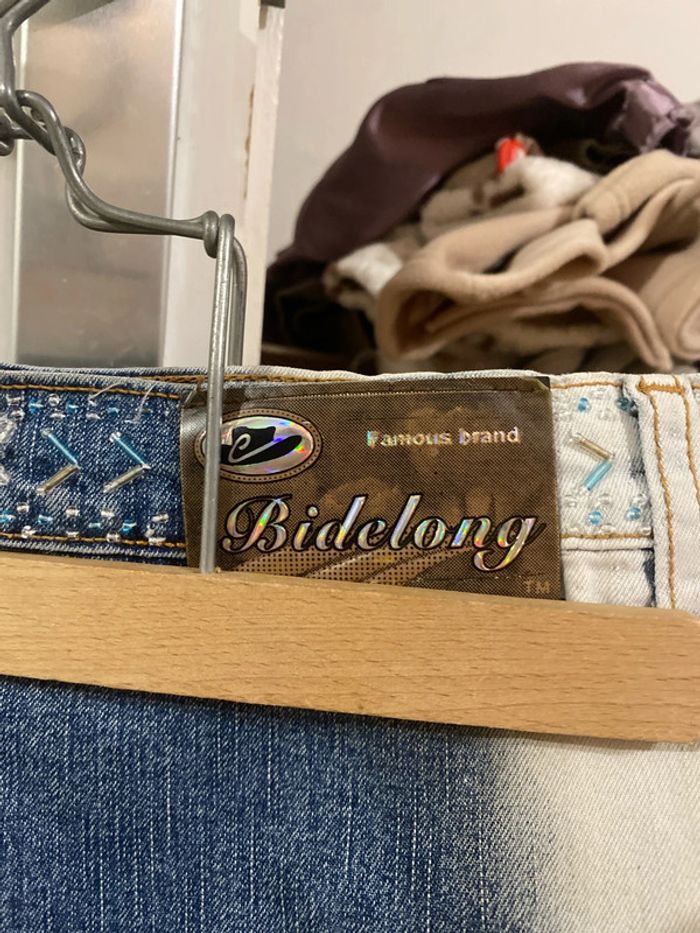 Famous brand
Bidelong
TM